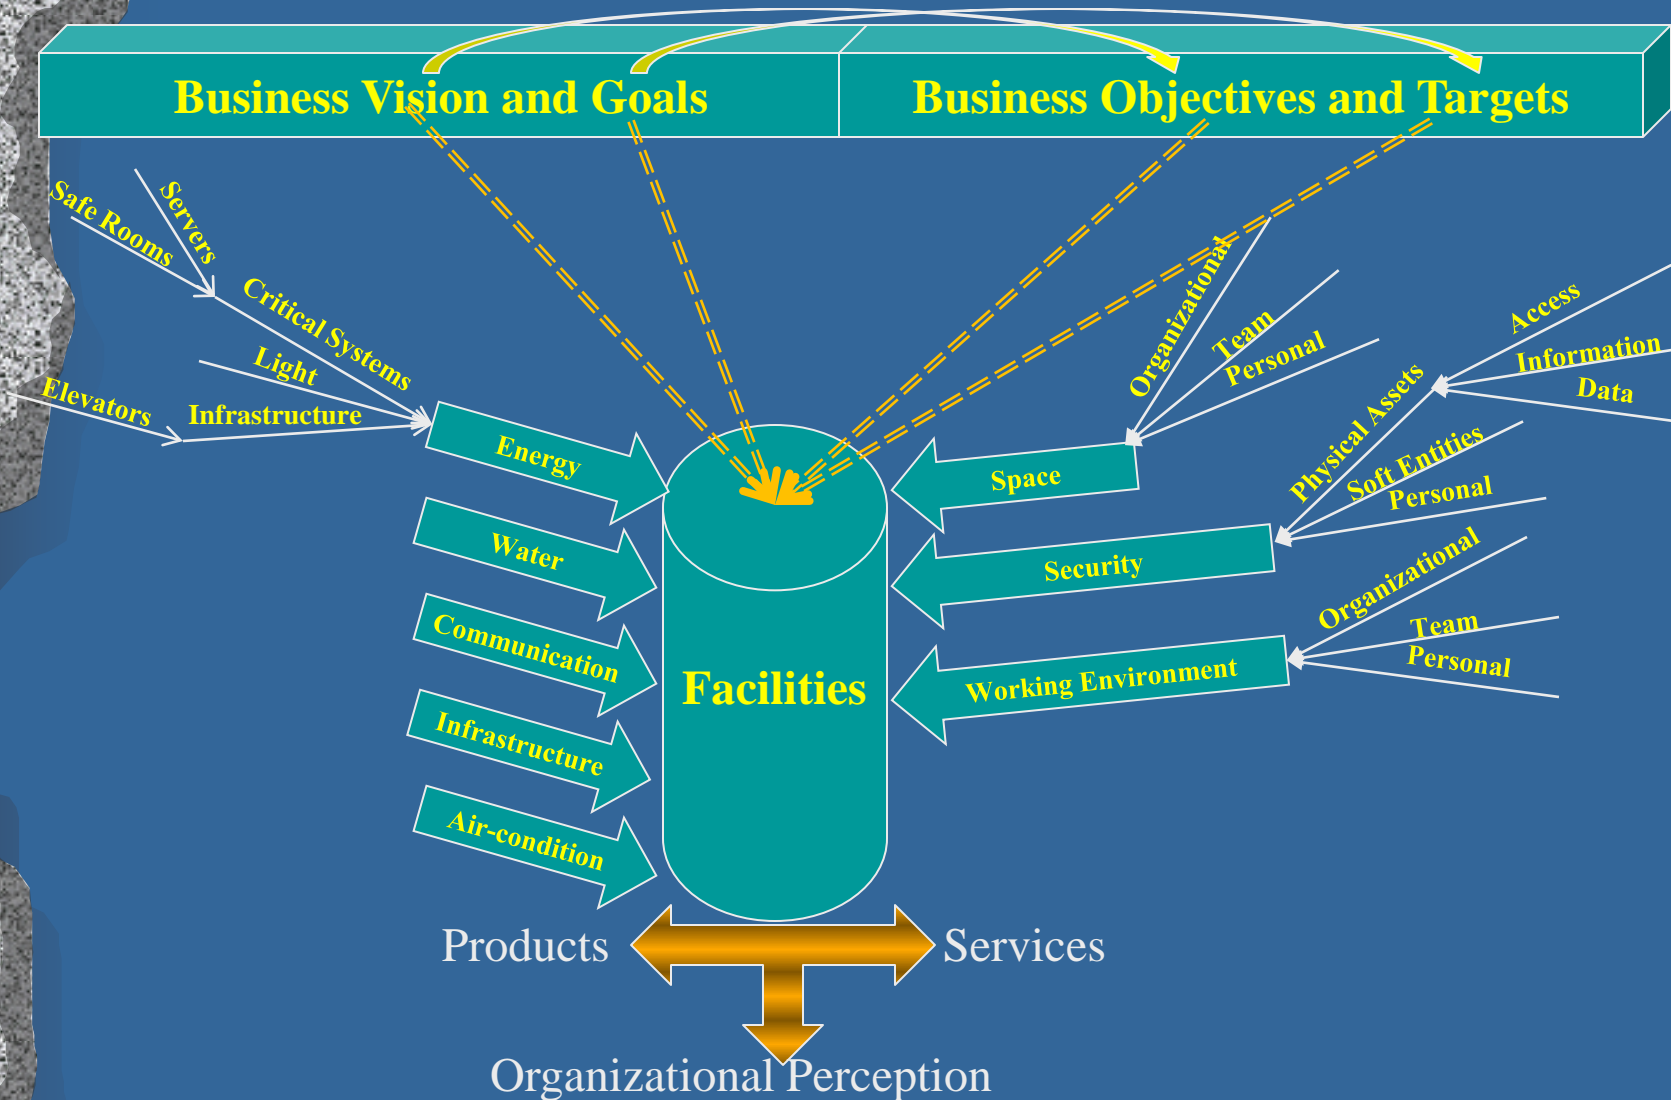 Business Vision and Goals
Business Objectives and Targets
Safe Rooms
Servers
Critical Systems
Light
Elevators
Infrastructure
Energy
Water
Communication
Infrastructure
Air-condition
Facilities
Organizational
Team
Personal
Space
Access
Information
Data
Physical Assets
Soft Entities
Personal
Security
Organizational
Team
Personal
Working Environment
Products
Services
Organizational Perception